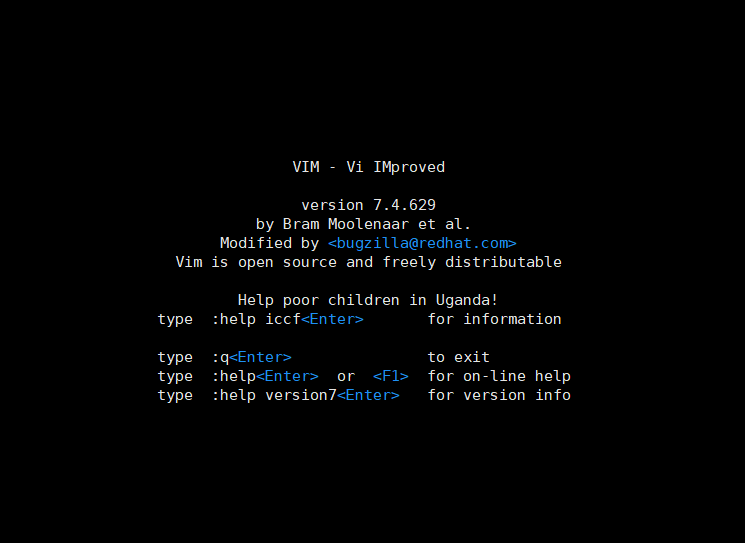 VIM - Vi IMproved
version 7.4.629
by Bram Moolenaar et al.
Modified by <bugzilla@redhat.com>
Vim is open source and freely distributable
Help poor children in Uganda!
type  :help iccf<Enter>       for information
type  :q<Enter>               to exit
type  :help<Enter>  or  <F1>  for on-line help
type  :help version7<Enter>   for version info